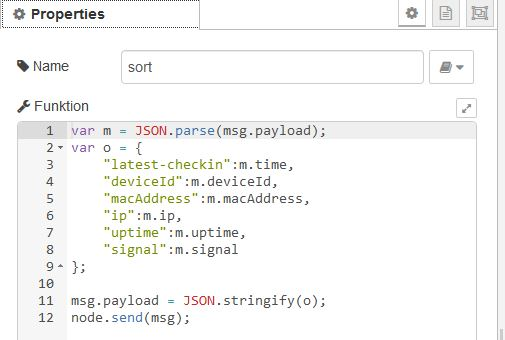 Properties
Name
sort
Funktion
1 var m = JSON.parse(msg.payload);
2 var o = {
3     "latest-checkin":m.time,
4     "deviceId":m.deviceId,
5     "macAddress":m.macAddress,
6     "ip":m.ip,
7     "uptime":m.uptime,
8     "signal":m.signal
9 };
10
11 msg.payload = JSON.stringify(o);
12 node.send(msg);